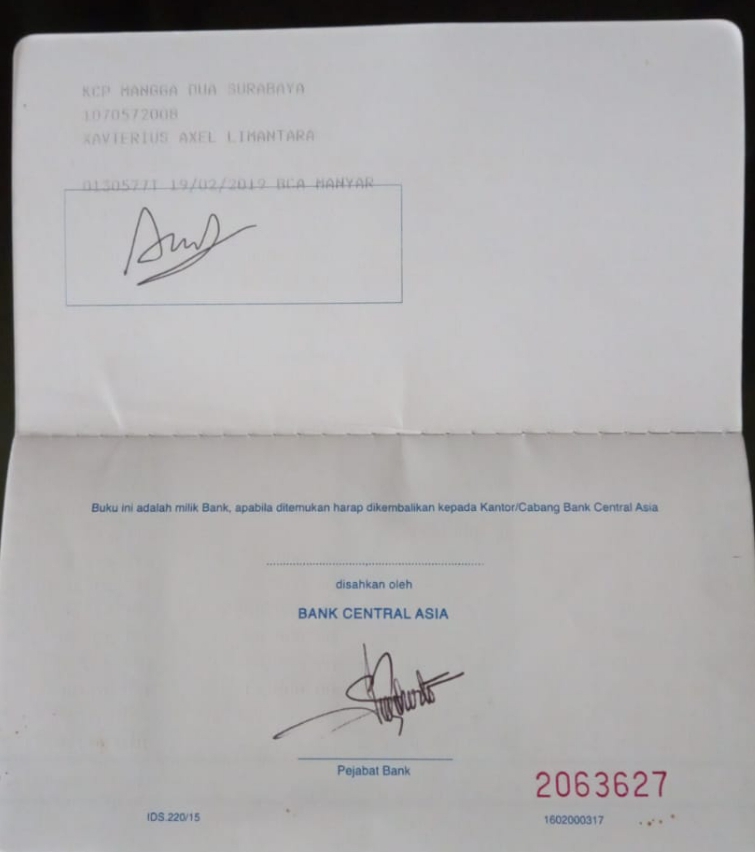 KCP MANGGA DUA SURABAYA
1070572008
XAVIERIUS AXEL LIMANTARA
0130577I 19/02/2019 BCA MANYAR
Buku ini adalah milik Bank, apabila ditemukan harap dikembalikan kepada Kantor/Cabang Bank Central Asia
disahkan oleh
BANK CENTRAL ASIA
Pejabat Bank
2063627
IDS.220/15
1602000317